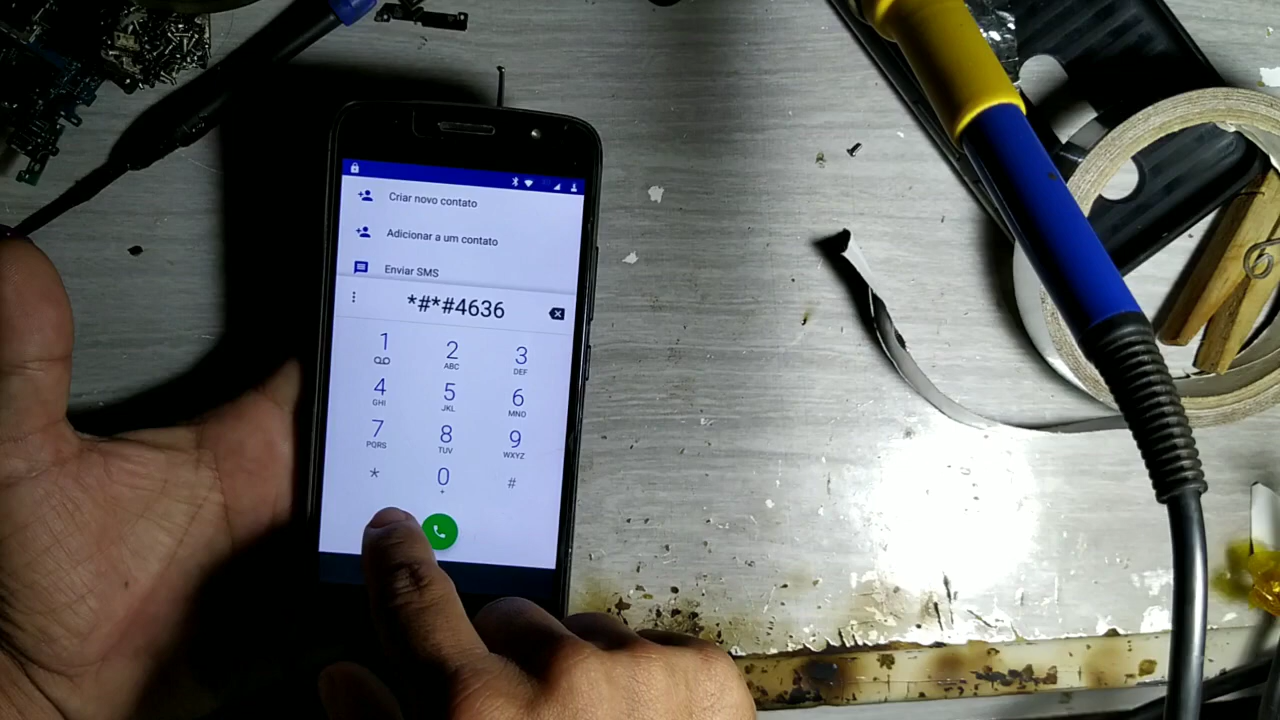 Criar novo contato
Adicionar a um contato
Enviar SMS
*#*#4636
1 2 ABC 3 DEF
4 GHI 5 JKL 6 MNO
7 PQRS 8 TUV 9 WXYZ
* 0 + #